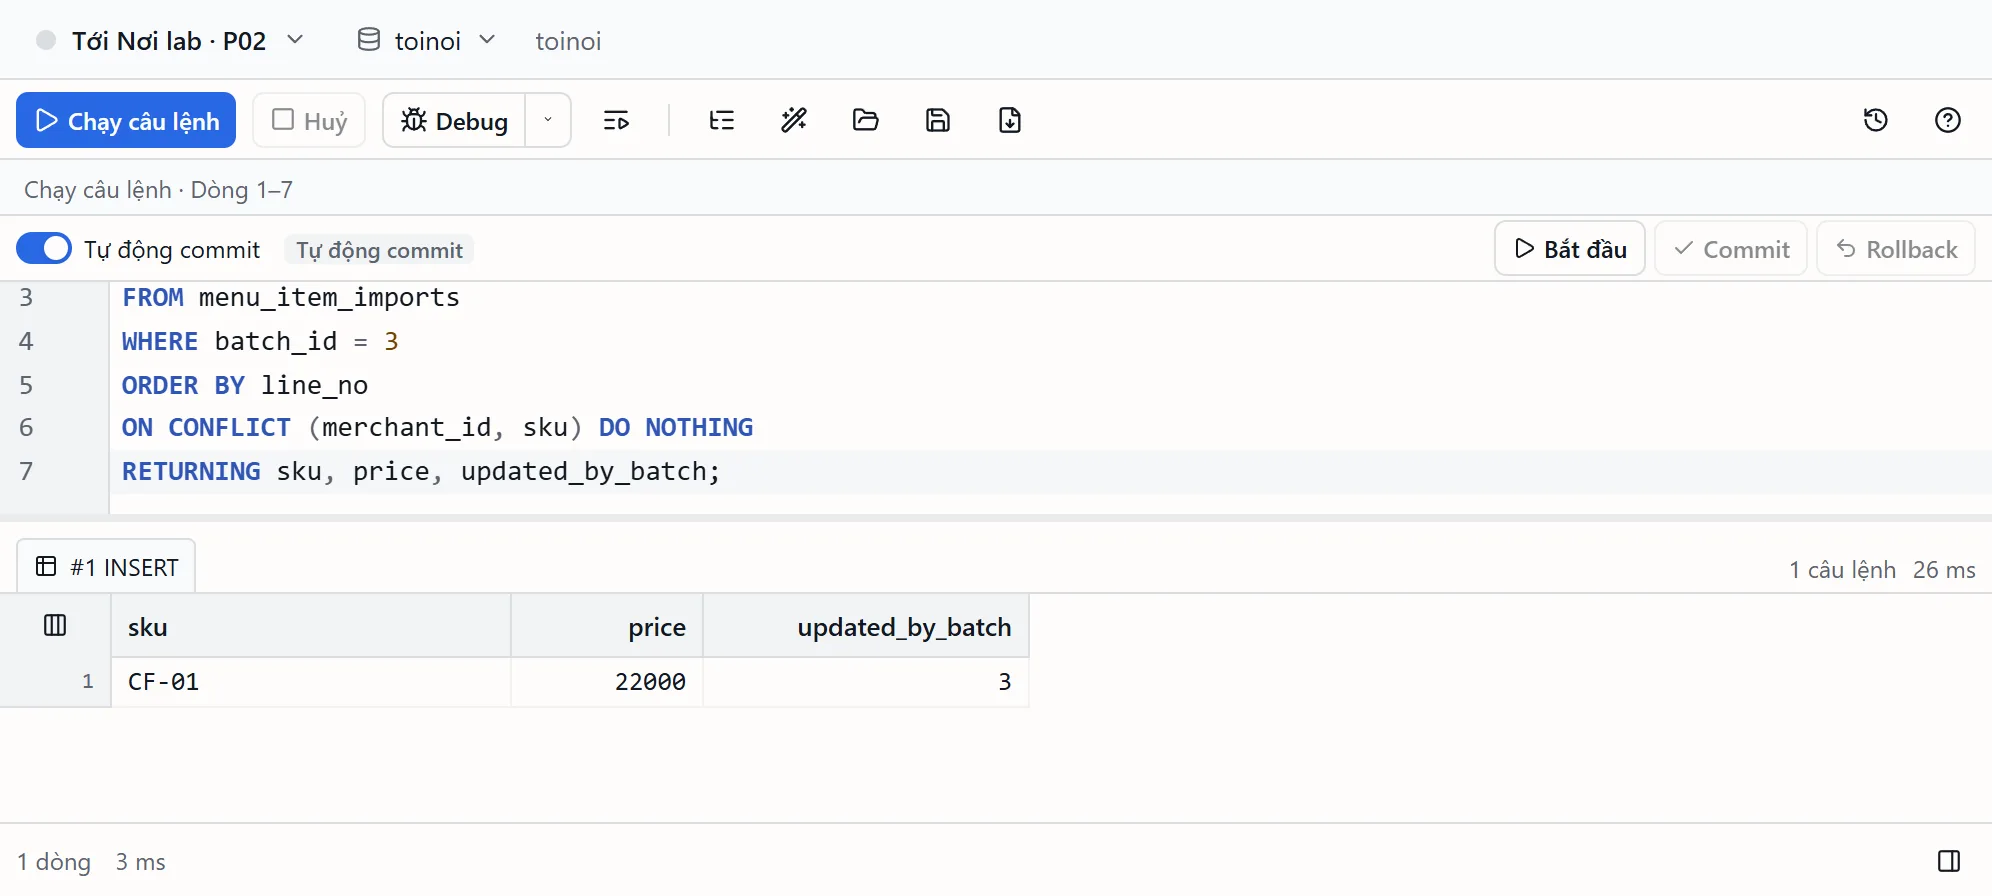 Tới Nơi lab · P02 toinoi toinoi
Chạy câu lệnh Huỷ Debug
Chạy câu lệnh · Dòng 1–7
Tự động commit Tự động commit Bắt đầu Commit Rollback
3 FROM menu_item_imports
4 WHERE batch_id = 3
5 ORDER BY line_no
6 ON CONFLICT (merchant_id, sku) DO NOTHING
7 RETURNING sku, price, updated_by_batch;
#1 INSERT 1 câu lệnh 26 ms
sku price updated_by_batch
1 CF-01 22000 3
1 dòng 3 ms